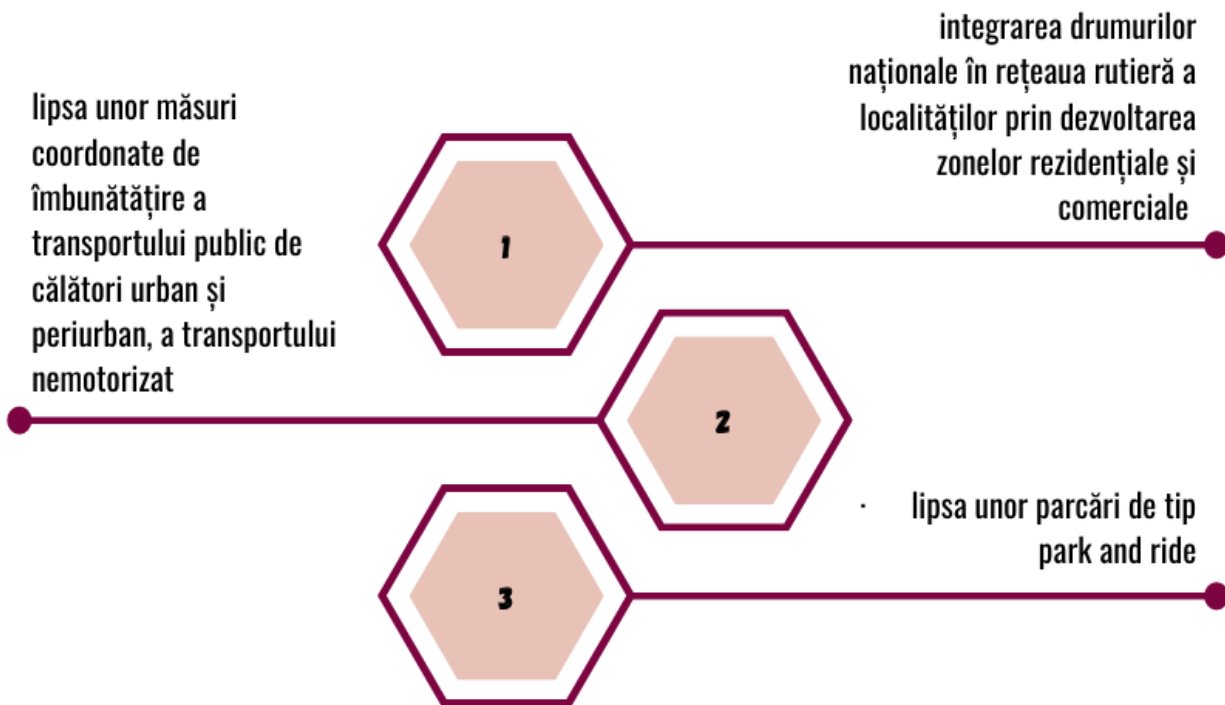 integrarea drumurilor
naționale în rețeaua rutieră a
localităților prin dezvoltarea
zonelor rezidențiale și
comerciale
1
lipsa unor măsuri
coordonate de
îmbunătățire a
transportului public de
călători urban și
periurban, a transportului
nemotorizat
2
· lipsa unor parcări de tip
park and ride
3